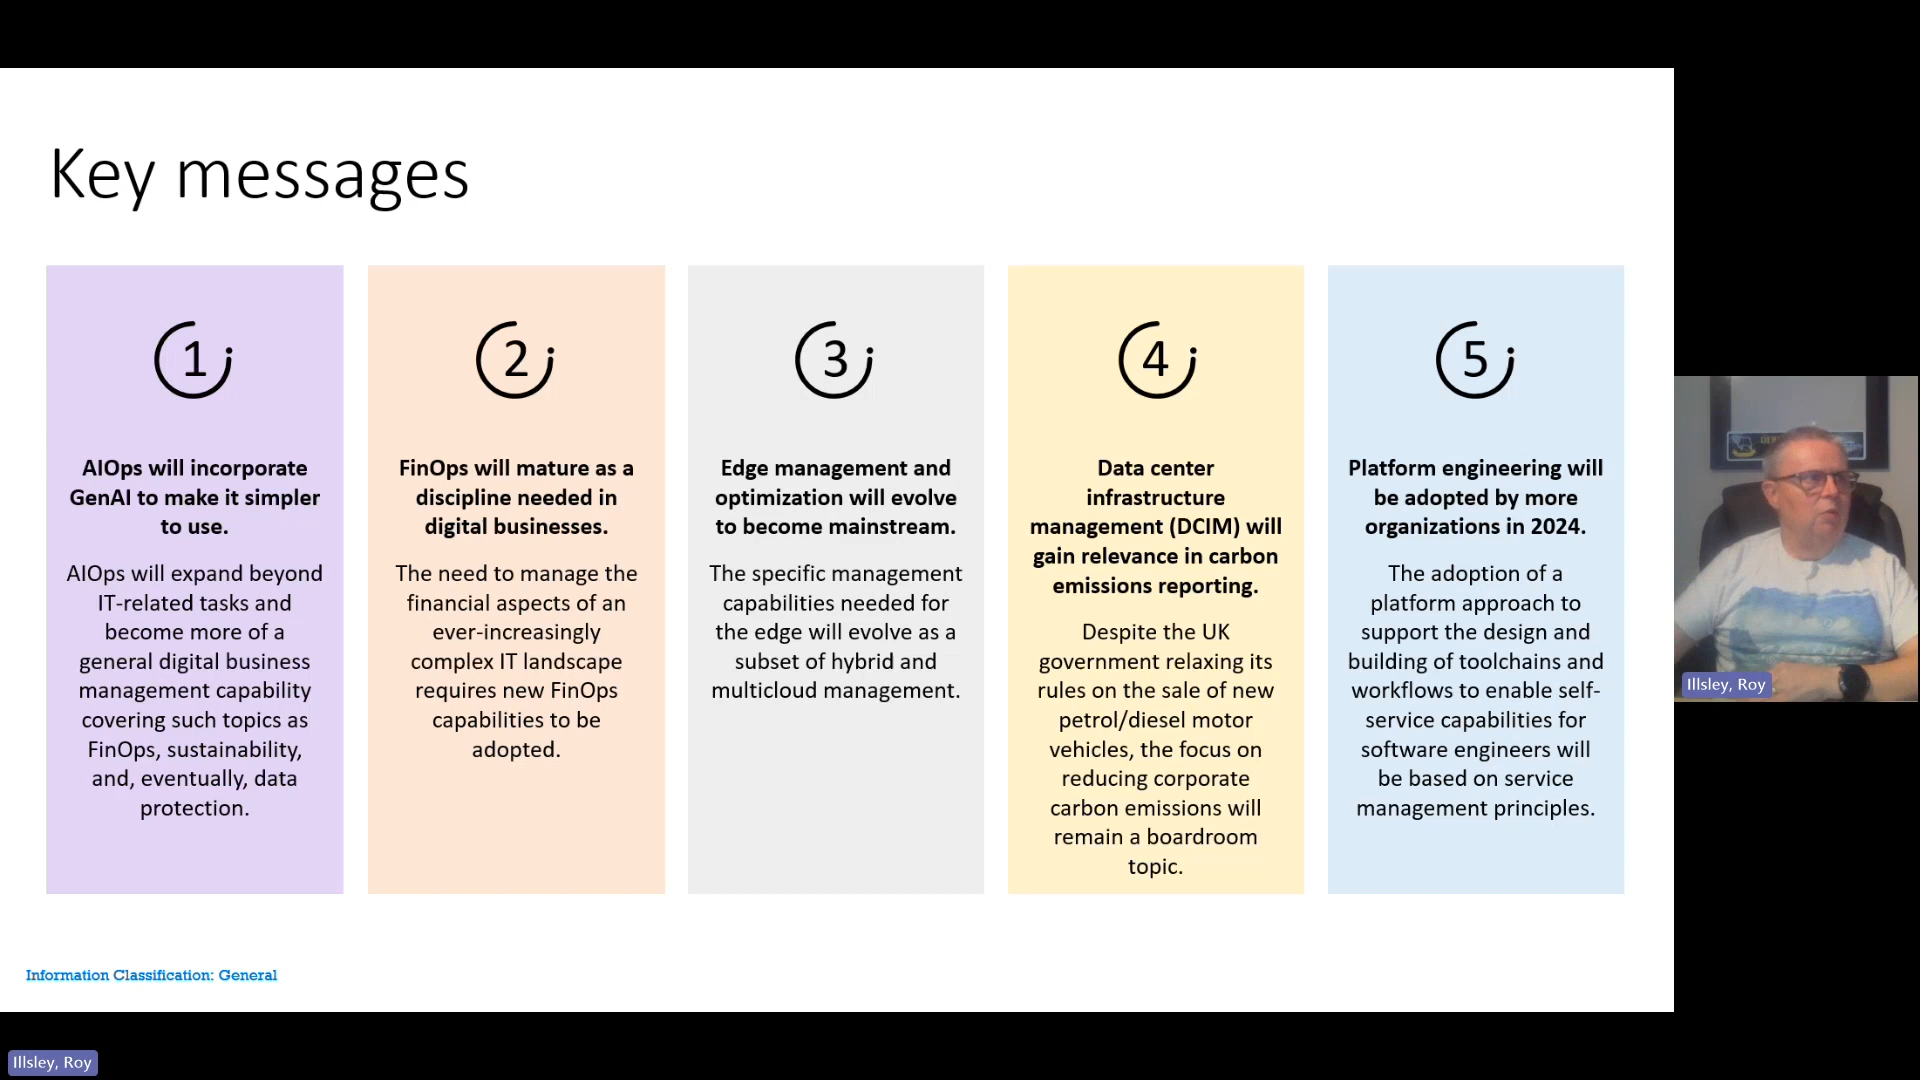 Key messages
1
AIOps will incorporate
GenAI to make it simpler
to use.
AIOps will expand beyond
IT-related tasks and
become more of a
general digital business
management capability
covering such topics as
FinOps, sustainability,
and, eventually, data
protection.
2
FinOps will mature as a
discipline needed in
digital businesses.
The need to manage the
financial aspects of an
ever-increasingly
complex IT landscape
requires new FinOps
capabilities to be
adopted.
3
Edge management and
optimization will evolve
to become mainstream.
The specific management
capabilities needed for
the edge will evolve as a
subset of hybrid and
multicloud management.
4
Data center
infrastructure
management (DCIM) will
gain relevance in carbon
emissions reporting.
Despite the UK
government relaxing its
rules on the sale of new
petrol/diesel motor
vehicles, the focus on
reducing corporate
carbon emissions will
remain a boardroom
topic.
5
Platform engineering will
be adopted by more
organizations in 2024.
The adoption of a
platform approach to
support the design and
building of toolchains and
workflows to enable self-
service capabilities for
software engineers will
be based on service
management principles.
Illsley, Roy
Information Classification: General
Illsley, Roy